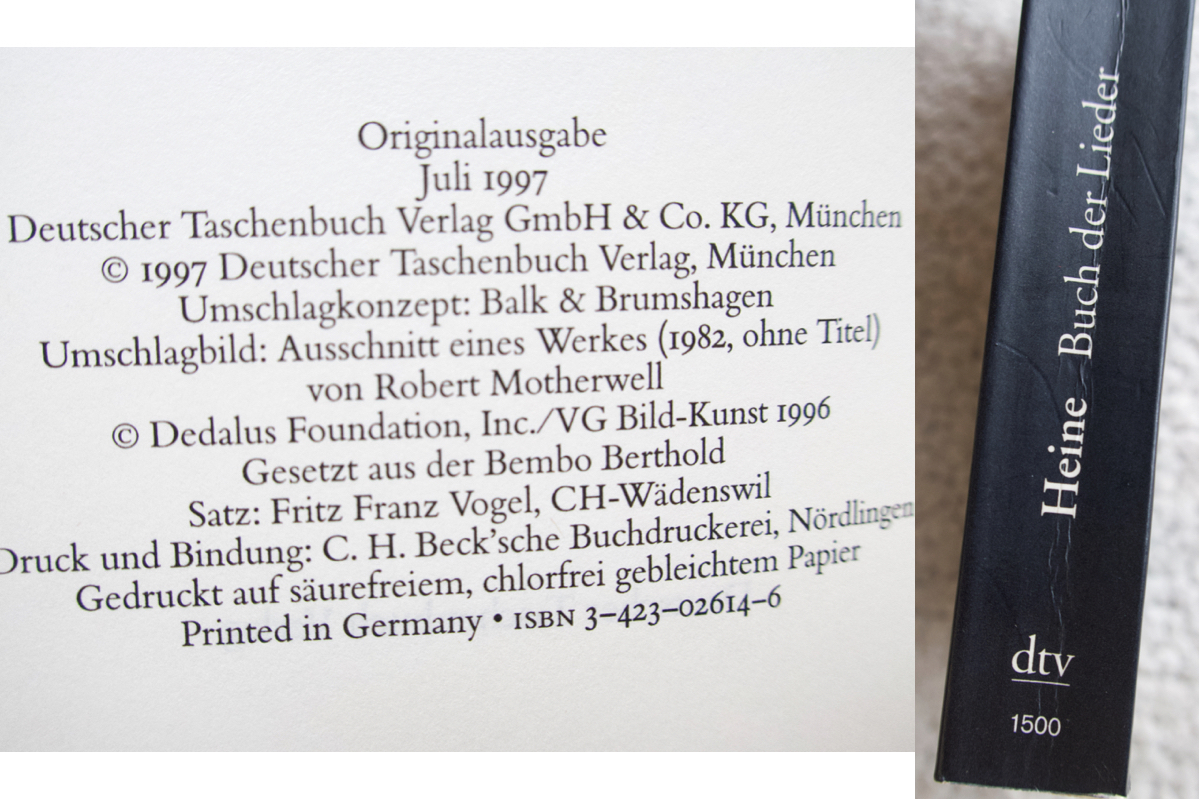 Originalausgabe
Juli 1997
Deutscher Taschenbuch Verlag GmbH & Co. KG, München
© 1997 Deutscher Taschenbuch Verlag, München
Umschlagkonzept: Balk & Brumshagen
Umschlagbild: Ausschnitt eines Werkes (1982, ohne Titel)
von Robert Motherwell
© Dedalus Foundation, Inc./VG Bild-Kunst 1996
Gesetzt aus der Bembo Berthold
Satz: Fritz Franz Vogel, CH-Wädenswil
Druck und Bindung: C. H. Beck’sche Buchdruckerei, Nördlingen
Gedruckt auf säurefreiem, chlorfrei gebleichtem Papier
Printed in Germany • ISBN 3–423–02614–6
Heine Buch der Lieder
dtv
1500